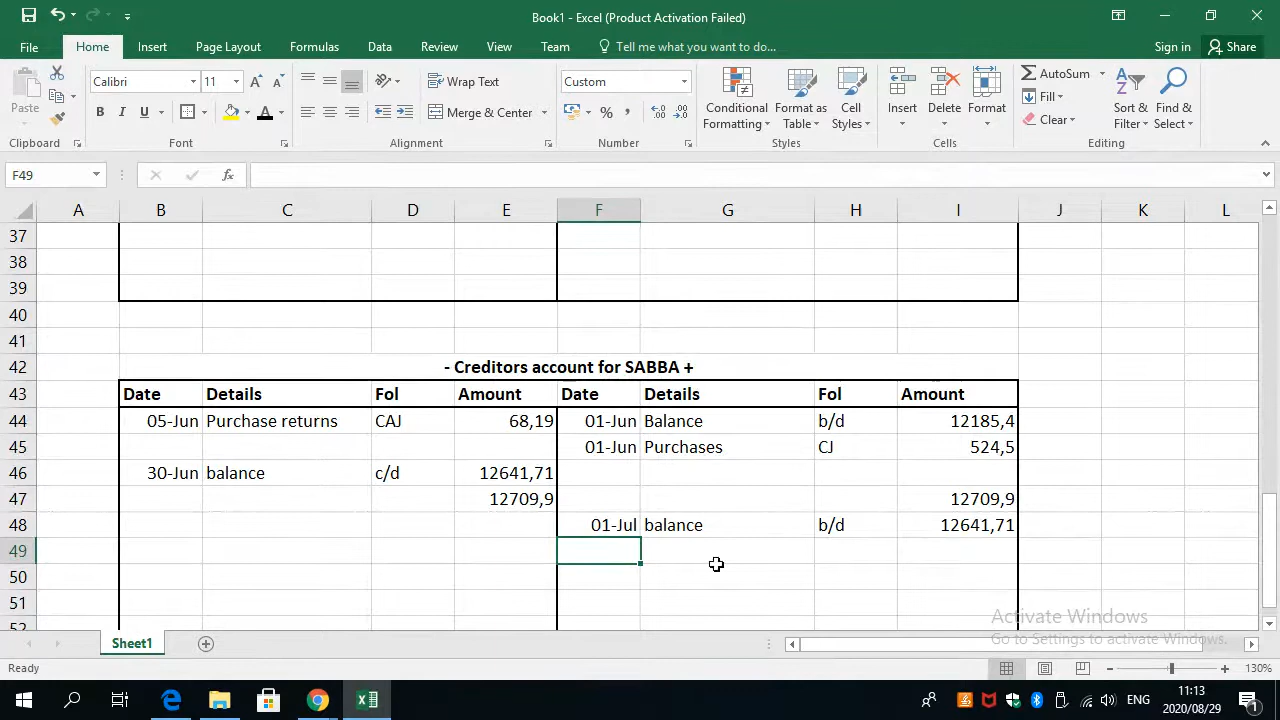 Book1 - Excel (Product Activation Failed)
File Home Insert Page Layout Formulas Data Review View Team Tell me what you want to do... Sign in Share
Paste
Clipboard
Calibri 11
B I U
Font
Wrap Text
Merge & Center
Alignment
Custom
%
Number
Conditional Formatting
Format as Table
Cell Styles
Styles
Insert
Delete
Format
Cells
AutoSum
Fill
Clear
Sort & Filter
Find & Select
Editing
F49 fx
A B C D E F G H I J K L
37
38
39
40
41
42 - Creditors account for SABBA +
43 Date Details Fol Amount Date Details Fol Amount
44 05-Jun Purchase returns CAJ 68,19 01-Jun Balance b/d 12185,4
45 01-Jun Purchases CJ 524,5
46 30-Jun balance c/d 12641,71
47 12709,9 12709,9
48 01-Jul balance b/d 12641,71
49
50
51
52
Activate Windows
Go to Settings to activate Windows.
Sheet1
Ready 130%
ENG 11:13
2020/08/29
1